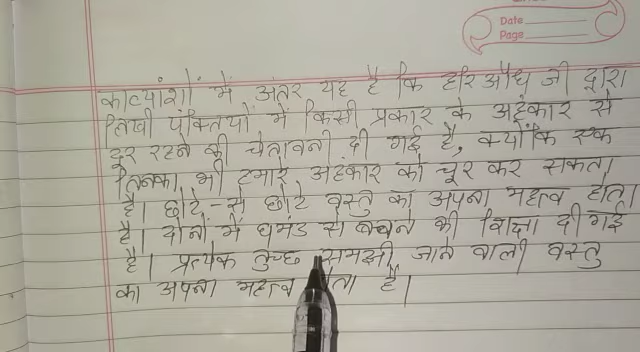 Date
Page
काव्यांशों में अंतर यह है कि हरिऔध जी द्वारा
लिखी पंक्तियों में किसी प्रकार के अहंकार से
दूर रहने की चेतावनी दी गई है, क्योंकि एक
तिनका भी हमारे अहंकार को चूर कर सकता
है। छोटे-से छोटे वस्तु का अपना महत्व होता
है। दोनों में घमंड से बचने की शिक्षा दी गई
है। प्रत्येक तुच्छ समझी जाने वाली वस्तु
का अपना महत्व है।